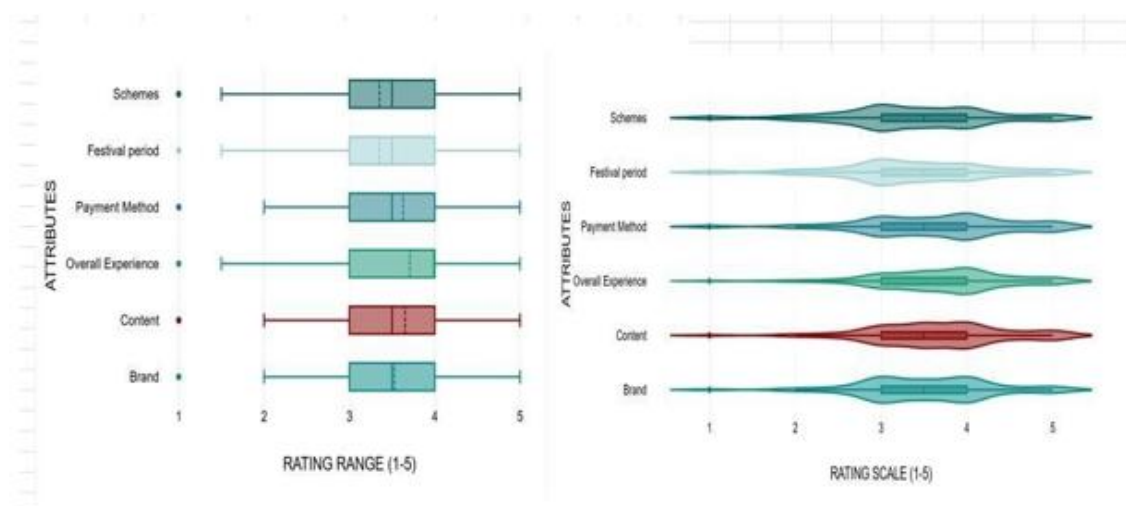 ATTRIBUTES
Schemes
Festival period
Payment Method
Overall Experience
Content
Brand
1 2 3 4 5
RATING RANGE (1-5)
ATTRIBUTES
Schemes
Festival period
Payment Method
Overall Experience
Content
Brand
1 2 3 4 5
RATING SCALE (1-5)